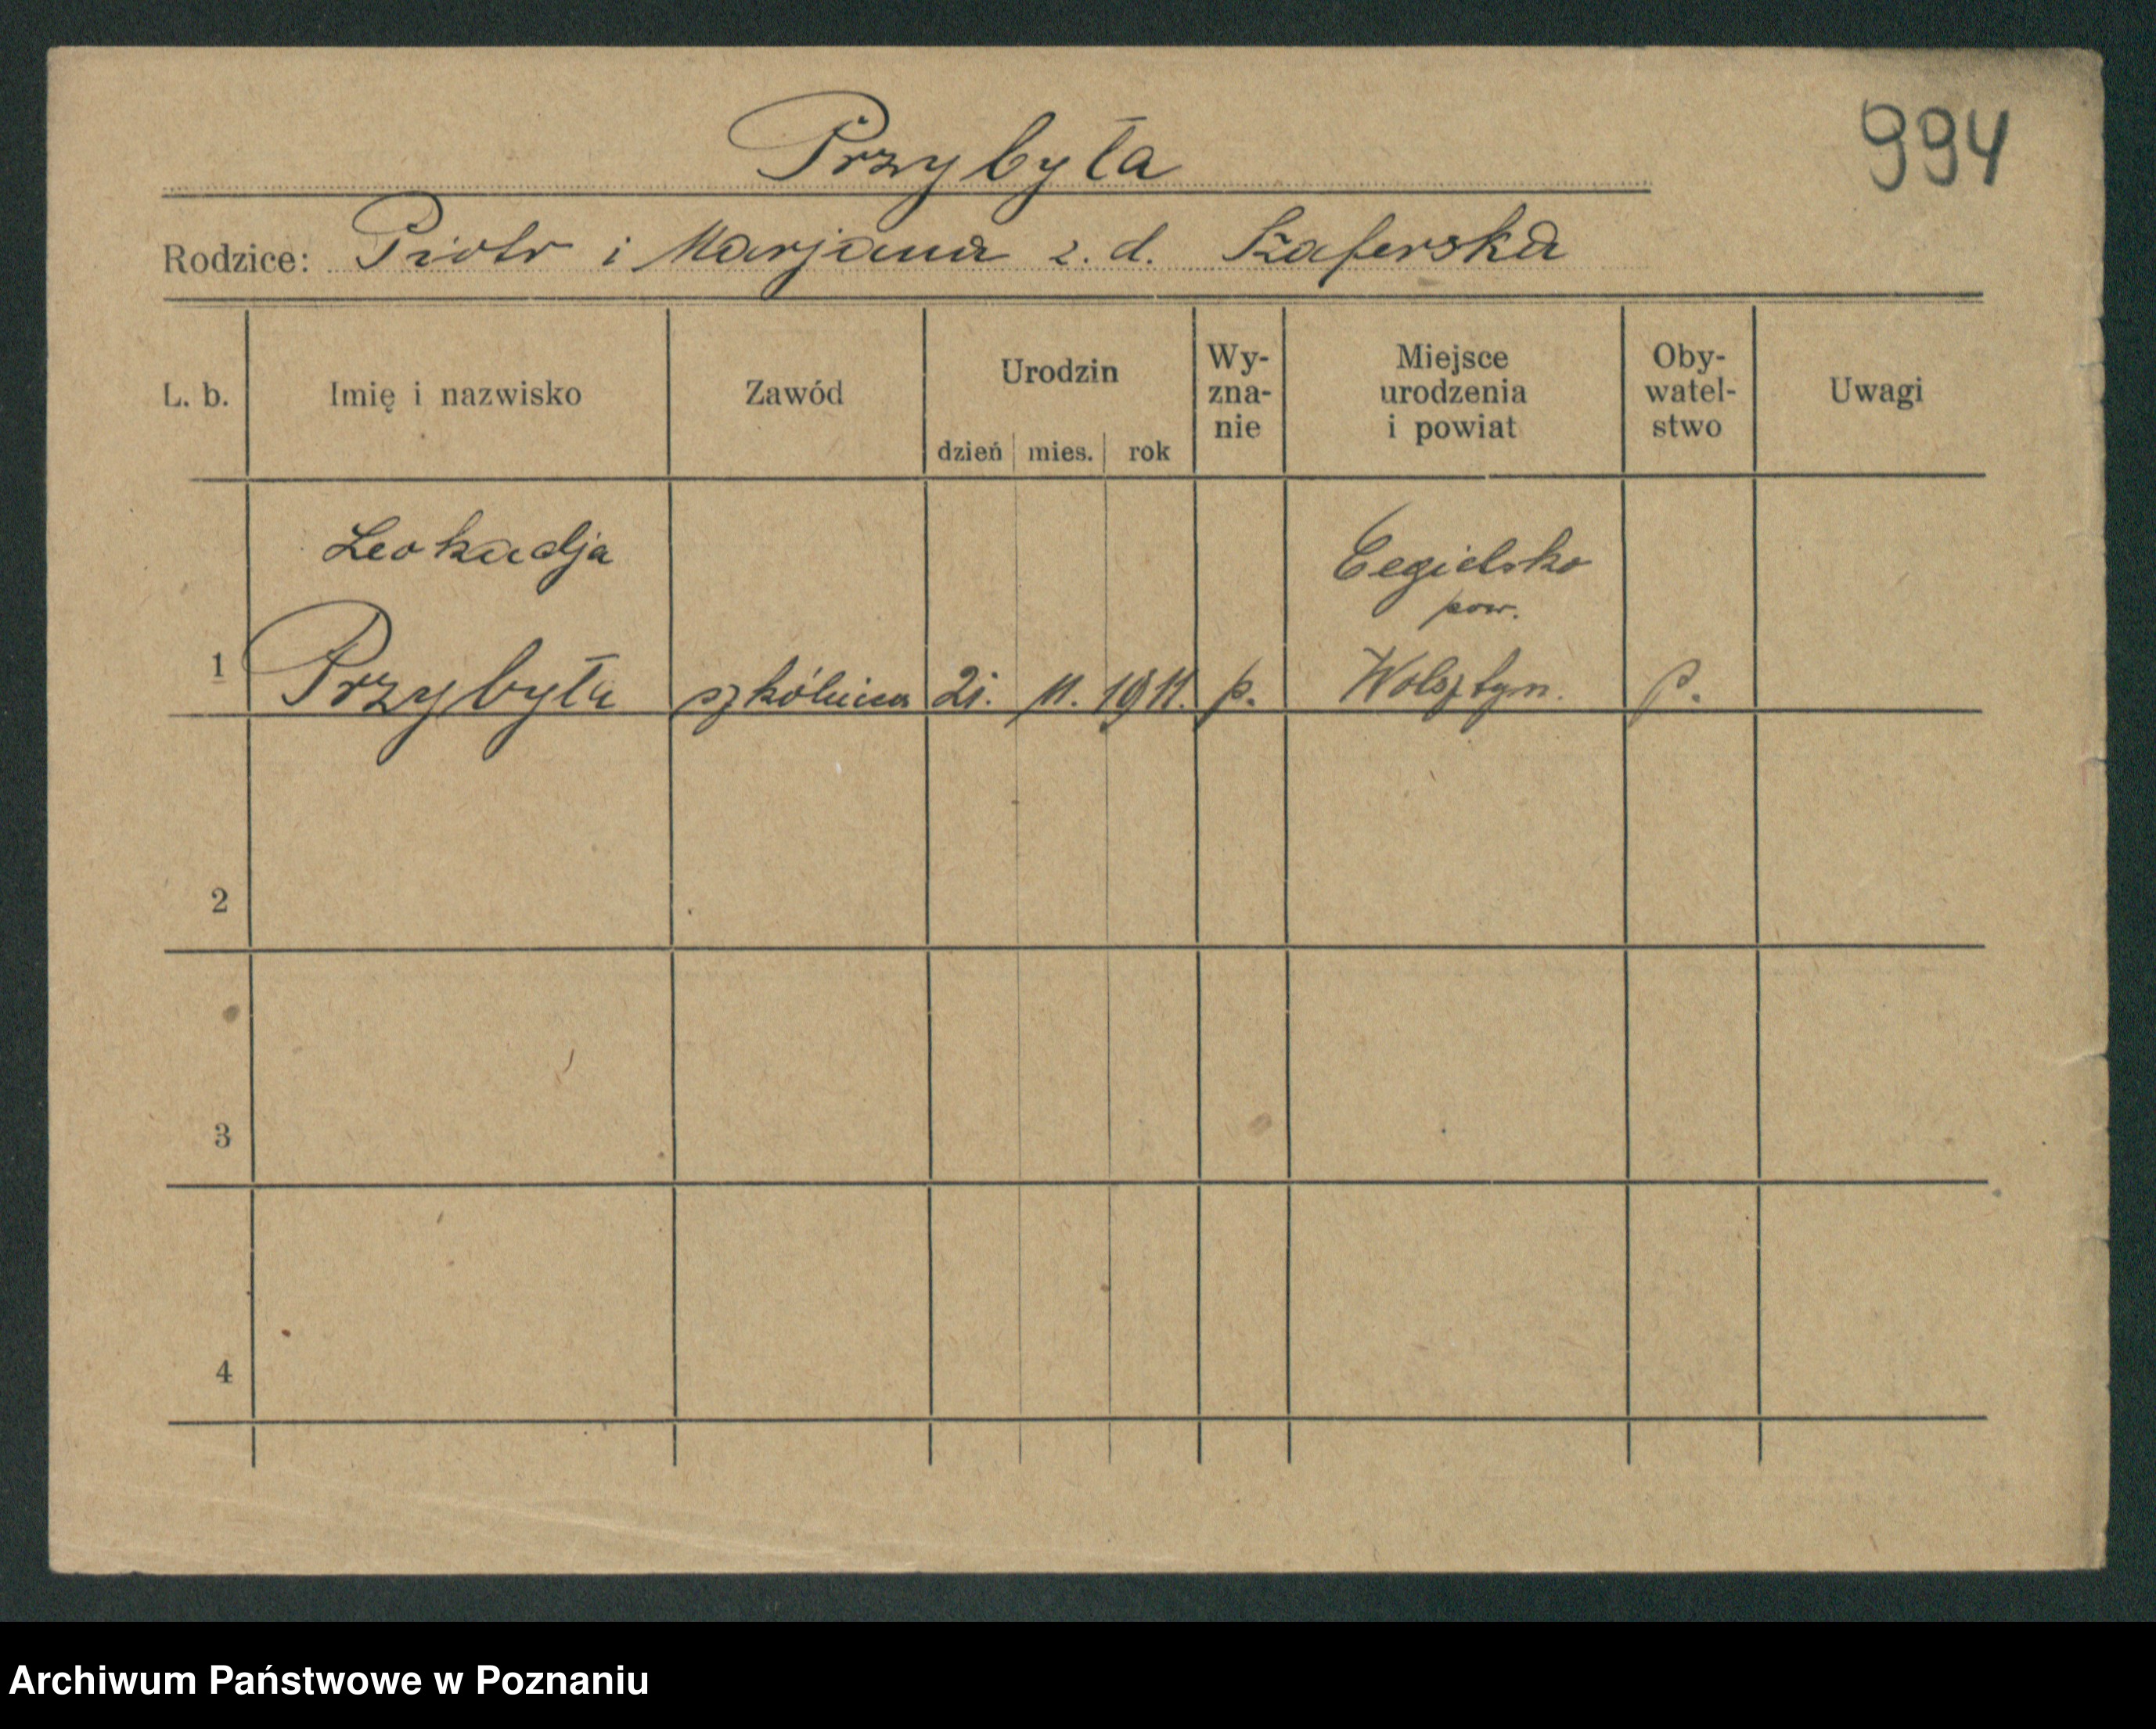 994
Przybyła
Rodzice: Piotr i Marjana z. d. Szaferska
L. b. Imię i nazwisko Zawód Urodzin dzień mies. rok Wy-zna-nie Miejsce urodzenia i powiat Oby-watel-stwo Uwagi
Leokadja Cegielsko
pow.
1 Przybyła szkólnica 21. 11. 1911. p. Wolsztyn. p.
2
3
4
Archiwum Państwowe w Poznaniu